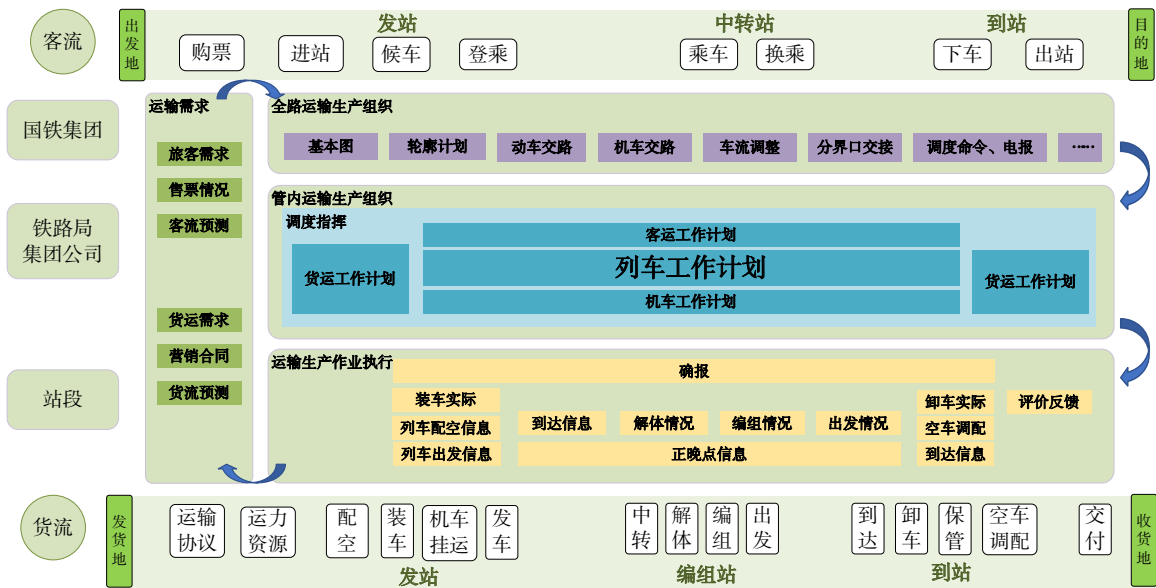 客流
出发地
发站
中转站
到站
目的地
购票
进站
候车
登乘
乘车
换乘
下车
出站
国铁集团
铁路局
集团公司
站段
运输需求
旅客需求
售票情况
客流预测
货运需求
营销合同
货流预测
全路运输生产组织
基本图
轮廓计划
动车交路
机车交路
车流调整
分界口交接
调度命令、电报
……
管内运输生产组织
调度指挥
货运工作计划
客运工作计划
列车工作计划
机车工作计划
货运工作计划
运输生产作业执行
确报
装车实际
列车配空信息
列车出发信息
到达信息
解体情况
编组情况
出发情况
正晚点信息
卸车实际
空车调配
到达信息
评价反馈
货流
发货地
运输
协议
运力
资源
配空
装车
机车
挂运
发车
中转
解体
编组
出发
到达
卸车
保管
空车
调配
交付
收货地
发站
编组站
到站